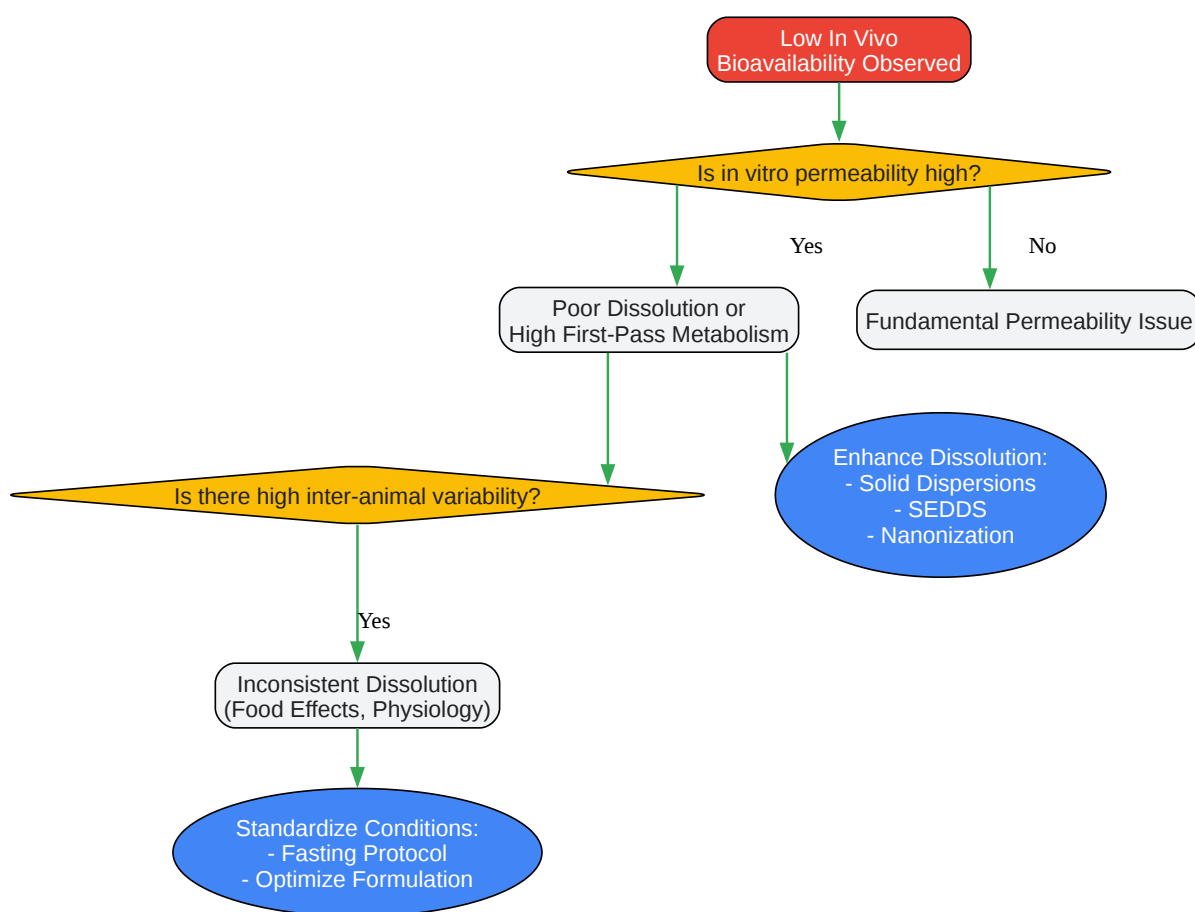 Low In Vivo
Bioavailability Observed
Is in vitro permeability high?
Yes
No
Poor Dissolution or
High First-Pass Metabolism
Fundamental Permeability Issue
Enhance Dissolution:
- Solid Dispersions
- SEDDS
- Nanonization
Is there high inter-animal variability?
Yes
Inconsistent Dissolution
(Food Effects, Physiology)
Standardize Conditions:
- Fasting Protocol
- Optimize Formulation